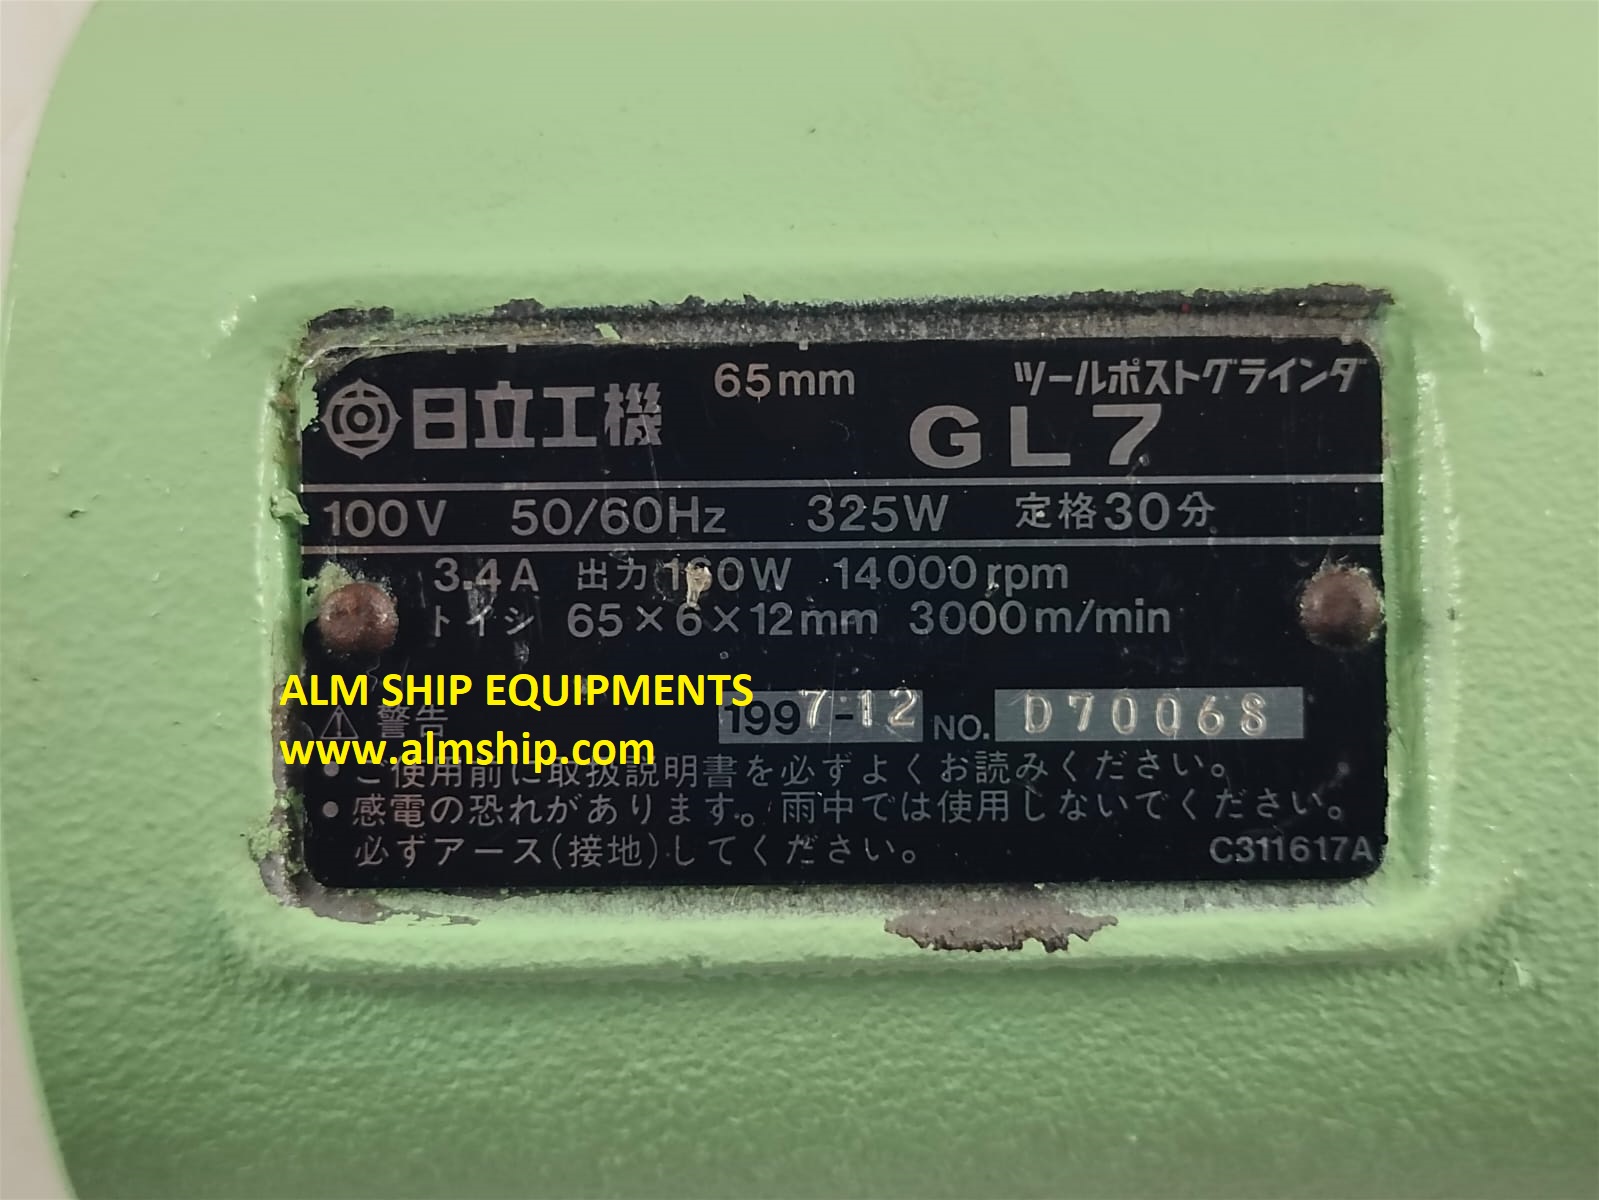 日立工機 65mm ツールポストグラインダ
GL7
100V 50/60Hz 325W 定格30分
3.4A 出力 160W 14000rpm
トイシ 65×6×12mm 3000m/min
ALM SHIP EQUIPMENTS
警告 1997-12 NO. D70068
www.almship.com
• ご使用前に取扱説明書を必ずよくお読みください。
• 感電の恐れがあります。雨中では使用しないでください。
必ずアース(接地)してください。 C311617A